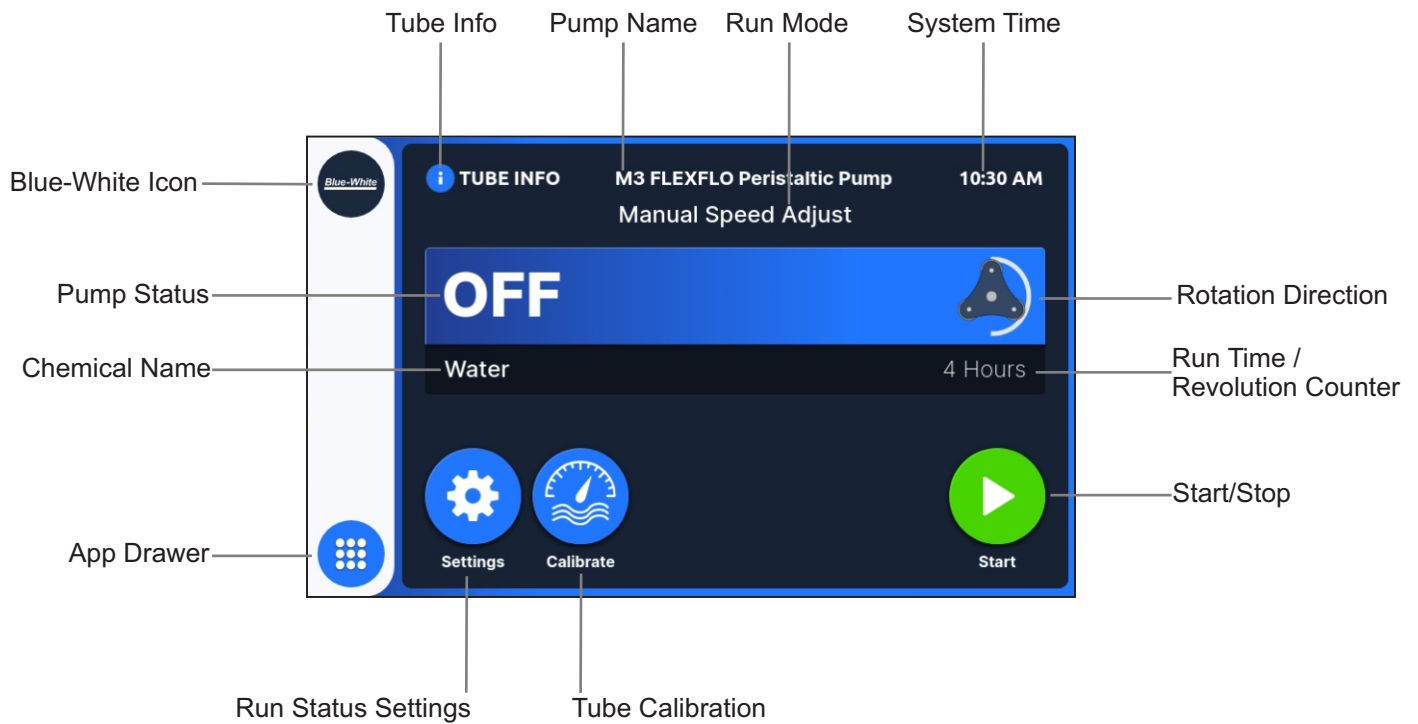 Tube Info
Pump Name
Run Mode
System Time
Blue-White Icon
Blue-White
TUBE INFO
M3 FLEXFLO Peristaltic Pump
10:30 AM
Manual Speed Adjust
Pump Status
OFF
Rotation Direction
Chemical Name
Water
4 Hours
Run Time /
Revolution Counter
Start/Stop
App Drawer
Settings
Calibrate
Start
Run Status Settings
Tube Calibration